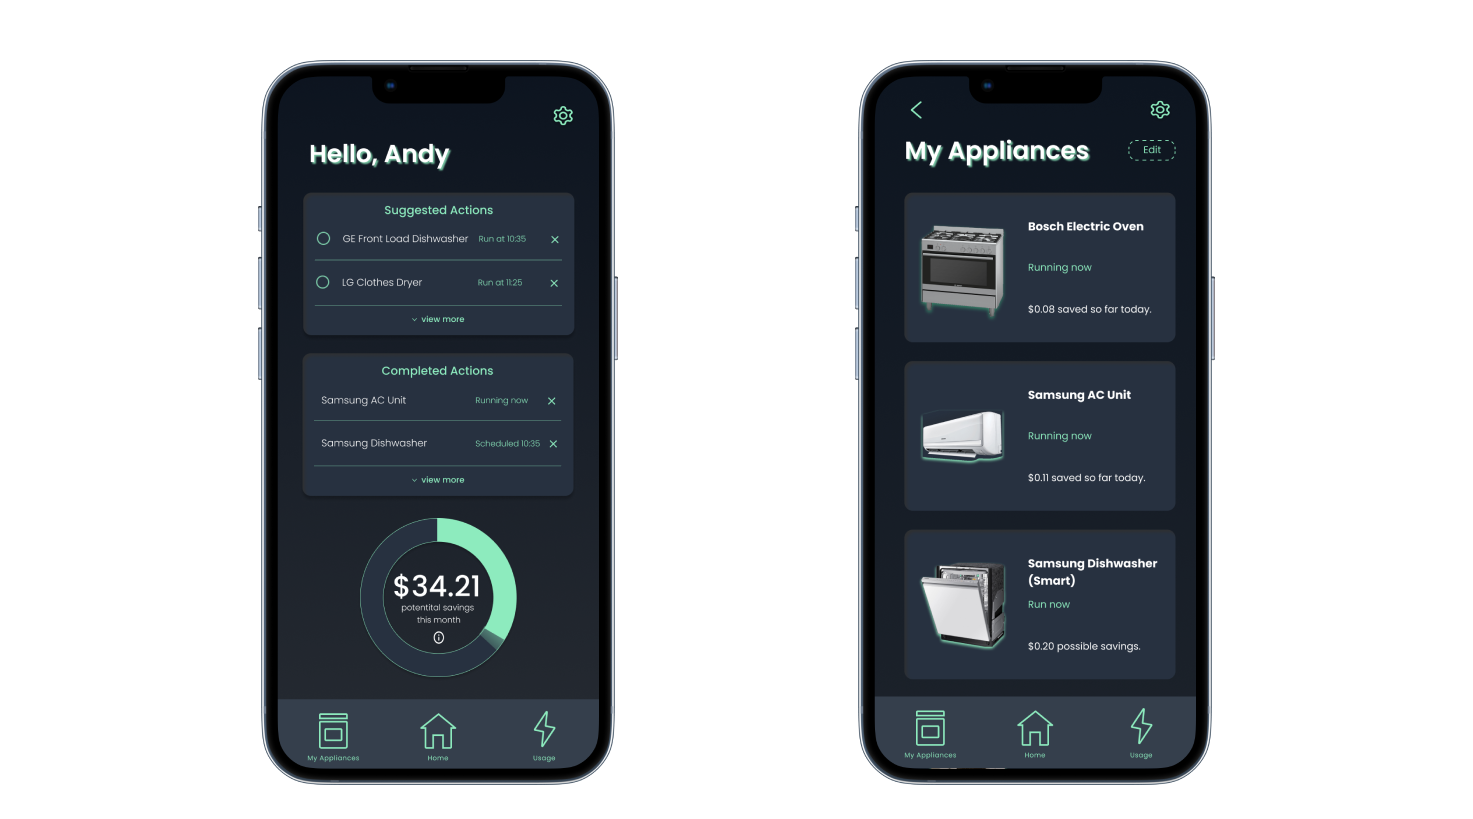 Hello, Andy
Suggested Actions
GE Front Load Dishwasher Run at 10:35
LG Clothes Dryer Run at 11:25
view more
Completed Actions
Samsung AC Unit Running now
Samsung Dishwasher Scheduled 10:35
view more
$34.21
potentital savings
this month
My Appliances Home Usage
My Appliances Edit
Bosch Electric Oven
Running now
$0.08 saved so far today.
Samsung AC Unit
Running now
$0.11 saved so far today.
Samsung Dishwasher
(Smart)
Run now
$0.20 possible savings.
My Appliances Home Usage